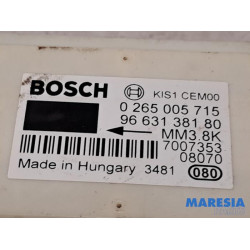 BOSCH KIS1 CEM00
0 265 005 715
96 631 381 80
MM3.8K
7007353
08070
Made in Hungary 3481 080
MARESIA